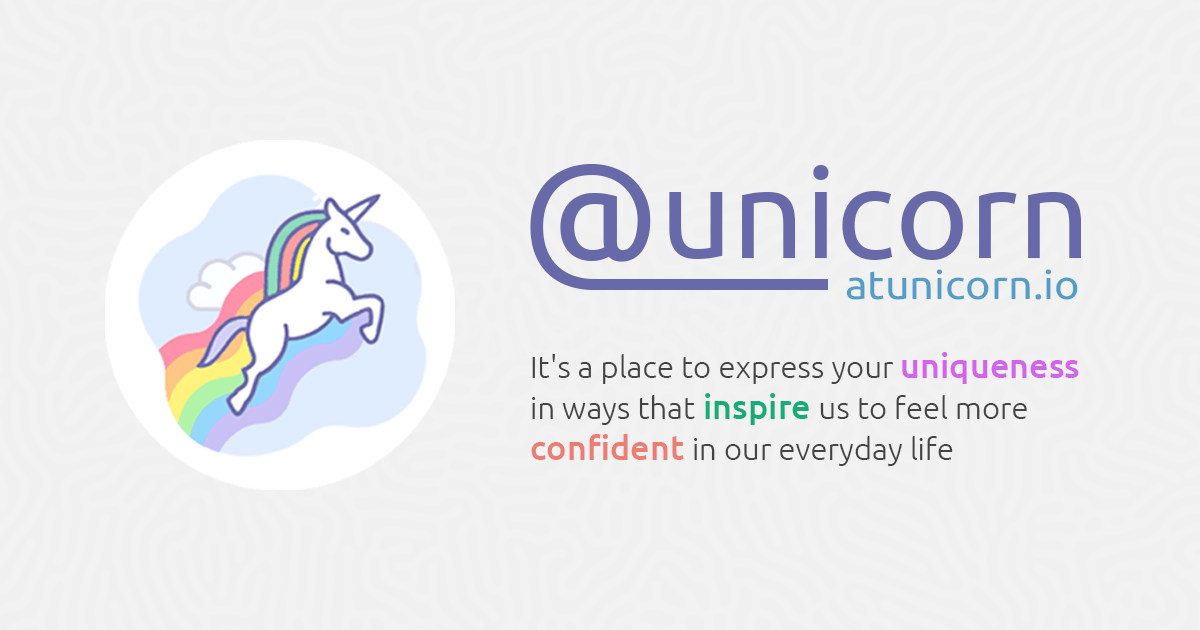 @unicorn
atunicorn.io
It's a place to express your uniqueness
in ways that inspire us to feel more
confident in our everyday life